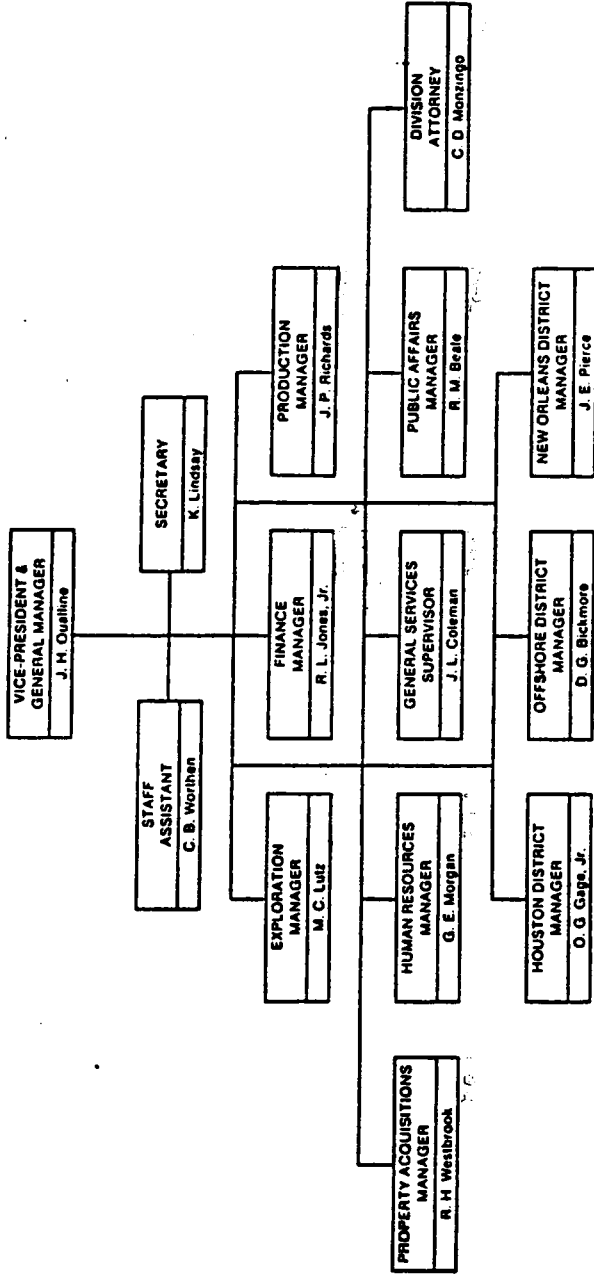 VICE-PRESIDENT &
GENERAL MANAGER
J. H. Oualline
STAFF
ASSISTANT
C. B. Worthen
SECRETARY
K. Lindsay
EXPLORATION
MANAGER
M. C. Lutz
FINANCE
MANAGER
R. L. Jones, Jr.
PRODUCTION
MANAGER
J. P. Richards
PROPERTY ACQUISITIONS
MANAGER
R. H Westbrook
HUMAN RESOURCES
MANAGER
G. E. Morgan
GENERAL SERVICES
SUPERVISOR
J. L. Coleman
PUBLIC AFFAIRS
MANAGER
R. M. Beale
DIVISION
ATTORNEY
C. D Monzingo
HOUSTON DISTRICT
MANAGER
O. G. Gage, Jr.
OFFSHORE DISTRICT
MANAGER
D. G. Bickmore
NEW ORLEANS DISTRICT
MANAGER
J. E. Pierce